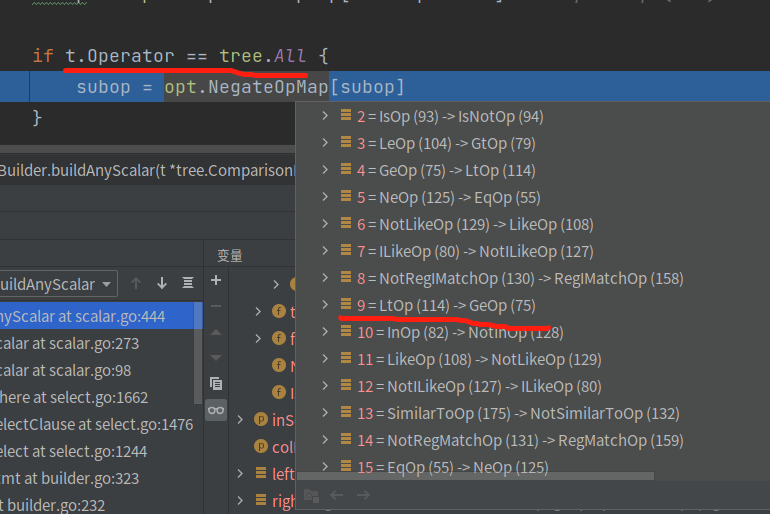 if t.Operator == tree.All {
subop = opt.NegateOpMap[subop]
}
Builder.buildAnyScalar(t *tree.Comparison
2 = IsOp (93) -> IsNotOp (94)
3 = LeOp (104) -> GtOp (79)
4 = GeOp (75) -> LtOp (114)
5 = NeOp (125) -> EqOp (55)
6 = NotLikeOp (129) -> LikeOp (108)
7 = ILikeOp (80) -> NotILikeOp (127)
8 = NotRegIMatchOp (130) -> RegIMatchOp (158)
9 = LtOp (114) -> GeOp (75)
10 = InOp (82) -> NotInOp (128)
11 = LikeOp (108) -> NotLikeOp (129)
12 = NotILikeOp (127) -> ILikeOp (80)
13 = SimilarToOp (175) -> NotSimilarToOp (132)
14 = NotRegMatchOp (131) -> RegMatchOp (159)
15 = EqOp (55) -> NeOp (125)
变量
uildAnyScalar
nyScalar at scalar.go:444
calar at scalar.go:273
calar at scalar.go:98
here at select.go:1662
electClause at select.go:1476
elect at select.go:1244
tmt at builder.go:323
t builder.go:232
f t
f f
f N
f I
p inS
p col
left
righ